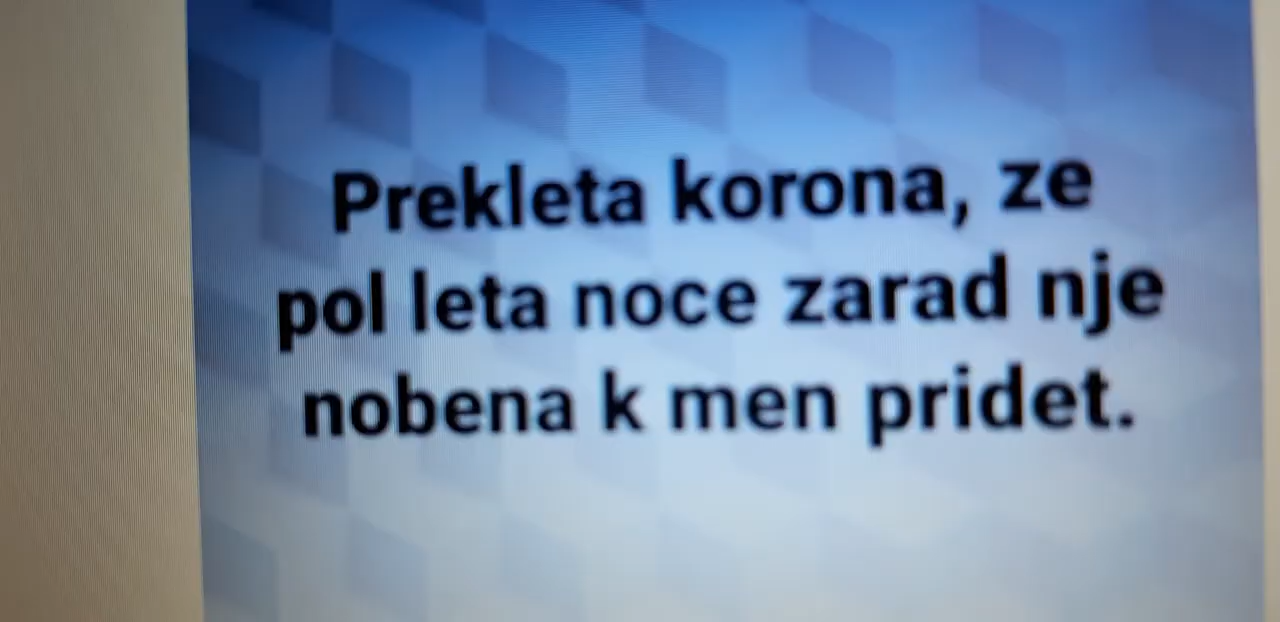 Prekleta korona, ze
pol leta noce zarad nje
nobena k men pridet.